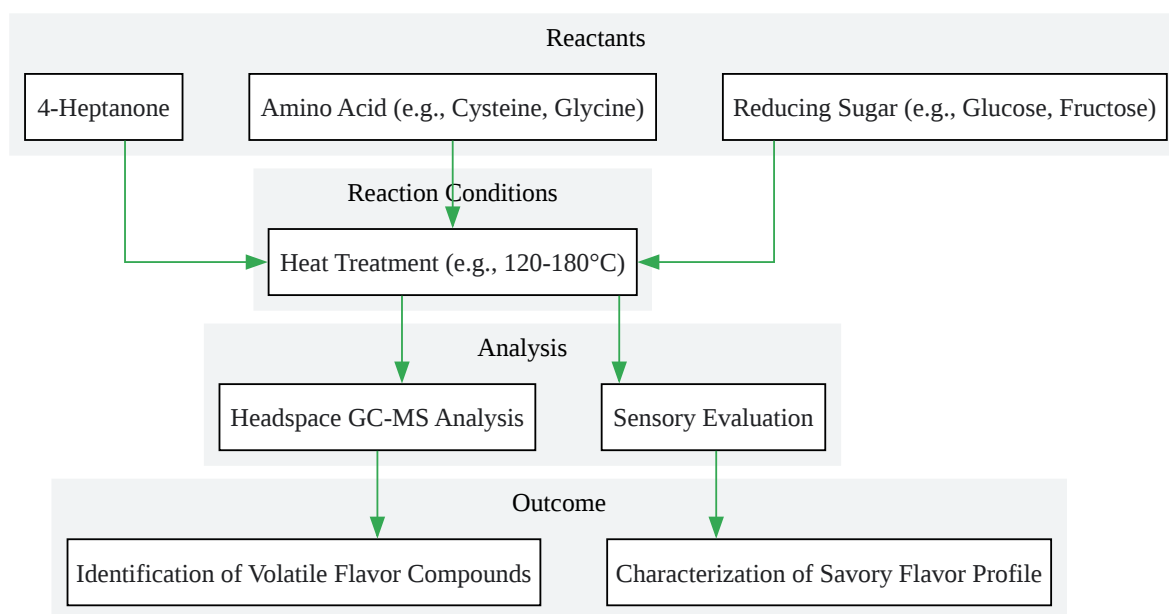 Reactants
4-Heptanone
Amino Acid (e.g., Cysteine, Glycine)
Reducing Sugar (e.g., Glucose, Fructose)
Reaction Conditions
Heat Treatment (e.g., 120-180°C)
Analysis
Headspace GC-MS Analysis
Sensory Evaluation
Outcome
Identification of Volatile Flavor Compounds
Characterization of Savory Flavor Profile